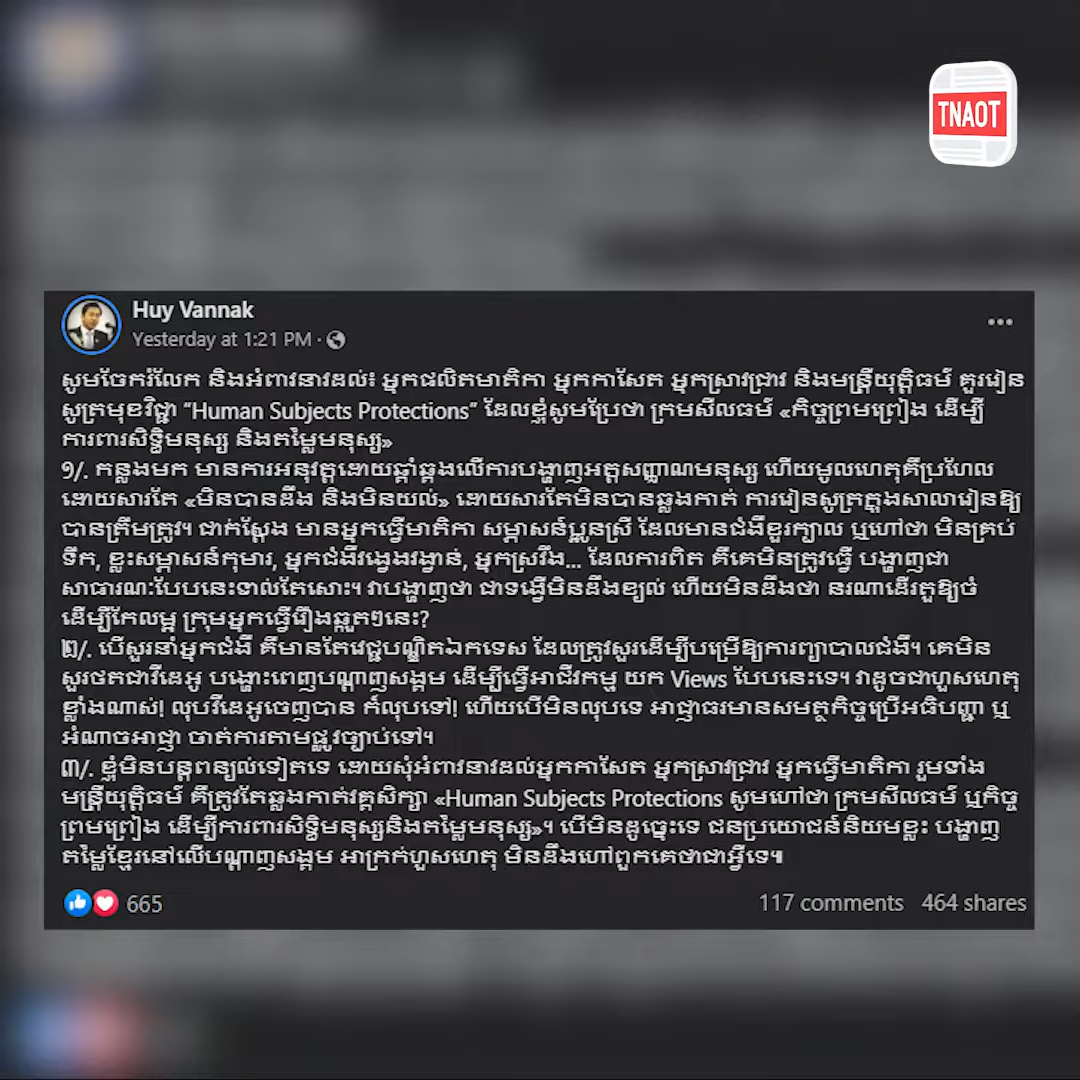 TNAOT
Huy Vannak
Yesterday at 1:21 PM ·
សូមចែករំលែក និងអំពាវនាវដល់៖ អ្នកផលិតមាតិកា អ្នកកាសែត អ្នកស្រាវជ្រាវ និងមន្ត្រីយុត្តិធម៌ គួររៀន
សូត្រមុខវិជ្ជា “Human Subjects Protections” ដែលខ្ញុំសូមប្រែថា ក្រមសីលធម៌ «កិច្ចព្រមព្រៀង ដើម្បី
ការពារសិទ្ធិមនុស្ស និងតម្លៃមនុស្ស»
១/. កន្លងមក មានការអនុវត្តដោយឆ្គាំឆ្គងលើការបង្ហាញអត្តសញ្ញាណមនុស្ស ហើយមូលហេតុគឺប្រហែល
ដោយសារតែ «មិនបានដឹង និងមិនយល់» ដោយសារតែមិនបានឆ្លងកាត់ ការរៀនសូត្រក្នុងសាលារៀនឱ្យ
បានត្រឹមត្រូវ។ ជាក់ស្តែង មានអ្នកធ្វើមាតិកា សម្ភាសន៍ប្អូនស្រី ដែលមានជំងឺខួរក្បាល ឬហៅថា មិនគ្រប់
ទឹក, ខ្លះសម្ភាសន៍កុមារ, អ្នកជំងឺវង្វេងវង្វាន់, អ្នកស្រវឹង... ដែលការពិត គឺគេមិនត្រូវធ្វើ បង្ហាញជា
សាធារណៈបែបនេះទាល់តែសោះ។ វាបង្ហាញថា ជាទង្វើមិនដឹងខ្យល់ ហើយមិនដឹងថា នរណាដើរតួឱ្យចំ
ដើម្បីកែលម្អ ក្រុមអ្នកធ្វើរឿងឆ្កួតៗនេះ?
២/. បើសួរនាំអ្នកជំងឺ គឺមានតែវេជ្ជបណ្ឌិតឯកទេស ដែលត្រូវសួរដើម្បីបម្រើឱ្យការព្យាបាលជំងឺ។ គេមិន
សួរថតជាវីដេអូ បង្ហោះពេញបណ្តាញសង្គម ដើម្បីធ្វើអាជីវកម្ម យក Views បែបនេះទេ។ វាដូចជាហួសហេតុ
ខ្លាំងណាស់! លុបវីដេអូចេញបាន ក៏លុបទៅ! ហើយបើមិនលុបទេ អាជ្ញាធរមានសមត្ថកិច្ចប្រើអធិបញ្ជា ឬ
អំណាចអាជ្ញា ចាត់ការតាមផ្លូវច្បាប់ទៅ។
៣/. ខ្ញុំមិនបន្តពន្យល់ទៀតទេ ដោយសុំអំពាវនាវដល់អ្នកកាសែត អ្នកស្រាវជ្រាវ អ្នកធ្វើមាតិកា រួមទាំង
មន្ត្រីយុត្តិធម៌ គឺត្រូវតែឆ្លងកាត់វគ្គសិក្សា «Human Subjects Protections សូមហៅថា ក្រមសីលធម៌ ឬកិច្ច
ព្រមព្រៀង ដើម្បីការពារសិទ្ធិមនុស្សនិងតម្លៃមនុស្ស»។ បើមិនដូច្នេះទេ ជនប្រយោជន៍និយមខ្លះ បង្ហាញ
តម្លៃខ្មែរនៅលើបណ្តាញសង្គម អាក្រក់ហួសហេតុ មិនដឹងហៅពួកគេថាជាអ្វីទេ៕
665
117 comments 464 shares